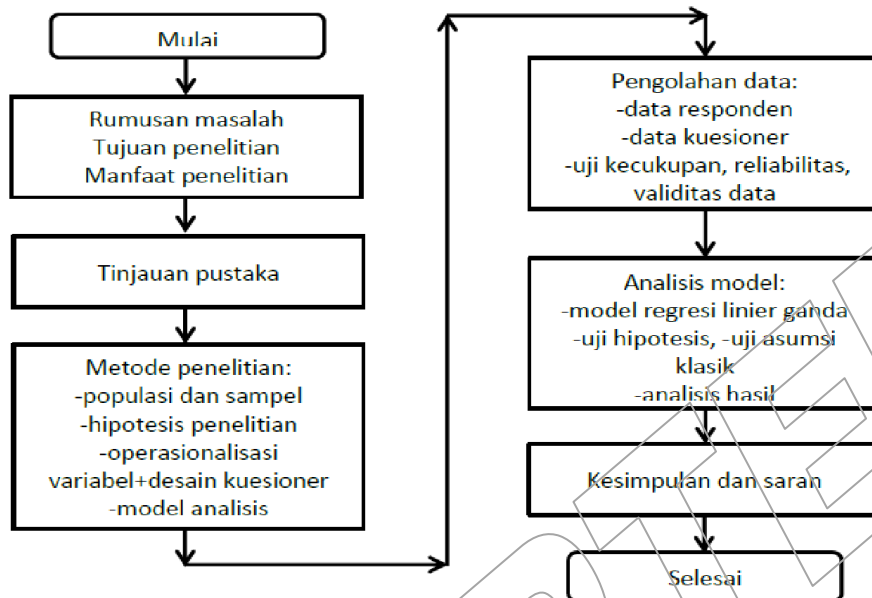 Mulai
Rumusan masalah
Tujuan penelitian
Manfaat penelitian
Tinjauan pustaka
Metode penelitian:
-populasi dan sampel
-hipotesis penelitian
-operasionalisasi
variabel+desain kuesioner
-model analisis
Pengolahan data:
-data responden
-data kuesioner
-uji kecukupan, reliabilitas,
validitas data
Analisis model:
-model regresi linier ganda
-uji hipotesis, -uji asumsi
klasik
-analisis hasil
Kesimpulan dan saran
Selesai